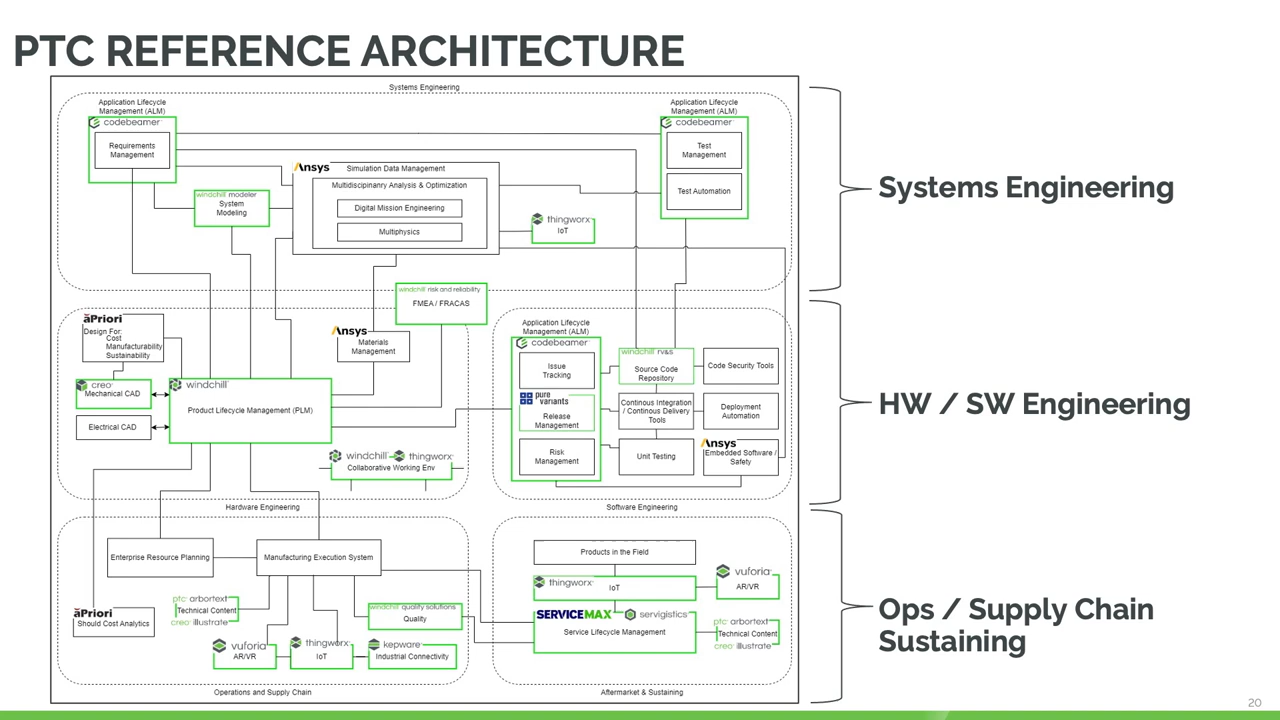 PTC REFERENCE ARCHITECTURE
Systems Engineering
Application Lifecycle
Management (ALM)
codebeamer
Requirements
Management
windchill modeler
System
Modeling
Ansys
Simulation Data Management
Multidiscipinanry Analysis & Optimization
Digital Mission Engineering
Multiphysics
thingworx
IoT
Application Lifecycle
Management (ALM)
codebeamer
Test
Management
Test Automation
Systems Engineering
windchill risk and reliability
FMEA / FRACAS
aPriori
Design For:
Cost
Manufacturability
Sustainability
Ansys
Materials
Management
creo
Mechanical CAD
windchill
Product Lifecycle Management (PLM)
Electrical CAD
windchill
thingworx
Collaborative Working Env
Hardware Engineering
Application Lifecycle
Management (ALM)
codebeamer
Issue
Tracking
pure
variants
Release
Management
Risk
Management
windchill rv&s
Source Code
Repository
Code Security Tools
Continous Integration
/ Continous Delivery
Tools
Deployment
Automation
Unit Testing
Ansys
Embedded Software /
Safety
Software Engineering
HW / SW Engineering
Enterprise Resource Planning
Manufacturing Execution System
aPriori
Should Cost Analytics
ptc arbortext
Technical Content
creo illustrate
windchill quality solutions
Quality
vuforia
AR/VR
thingworx
IoT
kepware
Industrial Connectivity
Operations and Supply Chain
Products in the Field
thingworx
IoT
vuforia
AR/VR
SERVICEMAX
servigistics
Service Lifecycle Management
ptc arbortext
Technical Content
creo illustrate
Aftermarket & Sustaining
Ops / Supply Chain
Sustaining
20